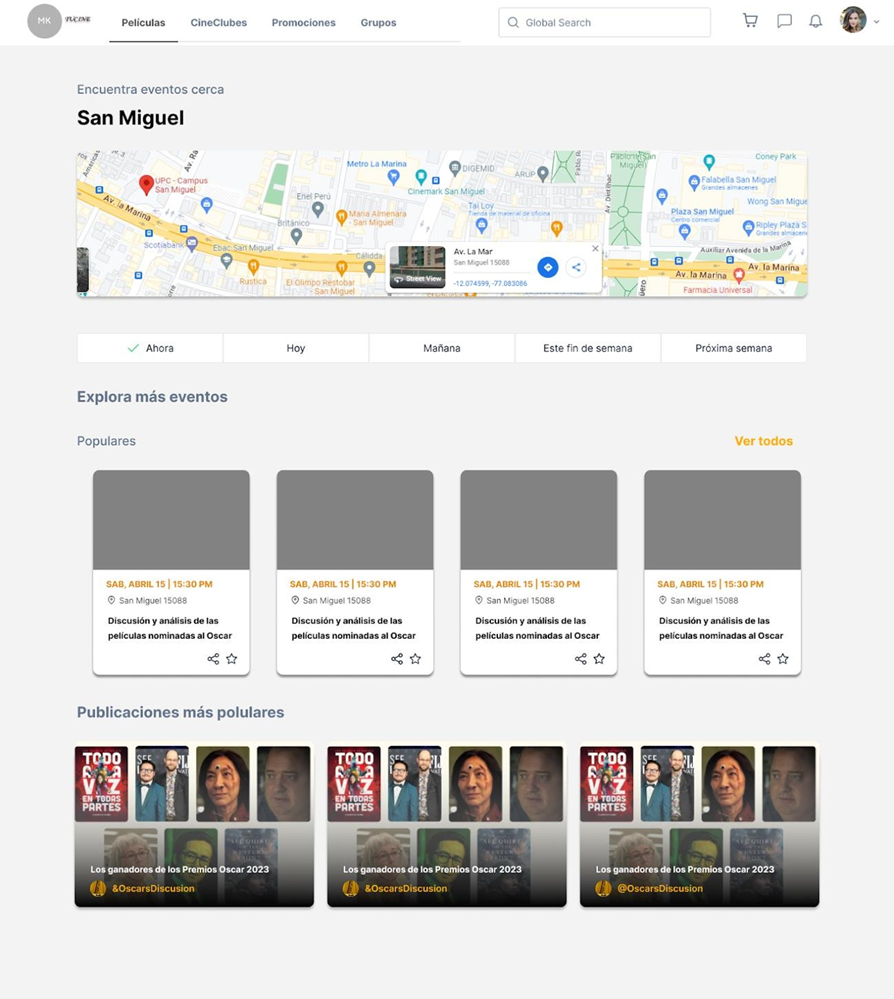 MK
TUCINE
Películas
CineClubes
Promociones
Grupos
Global Search
Encuentra eventos cerca
San Miguel
Americas
Av. Ra
UPC - Campus
San Miguel
Av. la Marina
Scotiabank
Ebac San Miguel
Rustica
Británico
Enel Perú
Metro La Marina
Maria Almenara
- San Miguel
El Olimpo Restobar
- San Miguel
Cálidda
DIGEMID
Cinemark San Miguel
Tai Loy
Tienda de material de oficina
ARUP
Pablo
Av. La Mar
San Miguel 15088
-12.074599, -77.083086
Street View
San
Miguel
Coney Park
Falabella San Miguel
Grandes almacenes
Plaza San Miguel
Centro comercial
Wong San Miguel
Ripley Plaza S
Grandes almacenes
Auxiliar Avenida de la Marina
Av. la Marina
Av. la Marina
Farmacia Universal
Ahora
Hoy
Mañana
Este fin de semana
Próxima semana
Explora más eventos
Populares
Ver todos
SAB, ABRIL 15 | 15:30 PM
San Miguel 15088
Discusión y análisis de las
películas nominadas al Oscar
SAB, ABRIL 15 | 15:30 PM
San Miguel 15088
Discusión y análisis de las
películas nominadas al Oscar
SAB, ABRIL 15 | 15:30 PM
San Miguel 15088
Discusión y análisis de las
películas nominadas al Oscar
SAB, ABRIL 15 | 15:30 PM
San Miguel 15088
Discusión y análisis de las
películas nominadas al Oscar
Publicaciones más polulares
TODO
A LA
VEZ
EN TODAS
PARTES
Los ganadores de los Premios Oscar 2023
&OscarsDiscusion
TODO
A LA
VEZ
EN TODAS
PARTES
Los ganadores de los Premios Oscar 2023
&OscarsDiscusion
TODO
A LA
VEZ
EN TODAS
PARTES
Los ganadores de los Premios Oscar 2023
@OscarsDiscusion